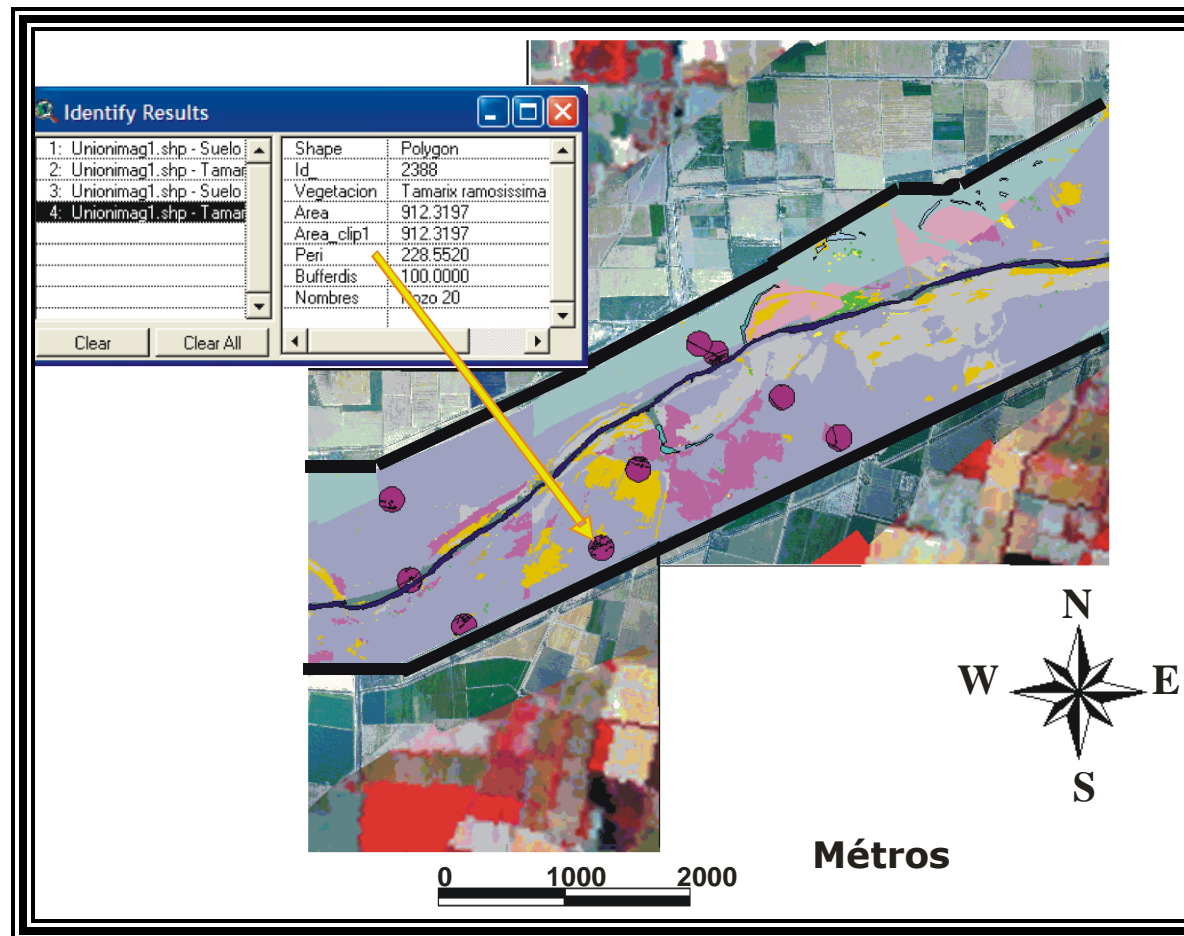 Identify Results
1: Unionimag1.shp - Suelo
2: Unionimag1.shp - Tamar
3: Unionimag1.shp - Suelo
4: Unionimag1.shp - Tamar
Clear Clear All
Shape Polygon
Id_ 2388
Vegetacion Tamarix ramosissima
Area 912.3197
Area_clip1 912.3197
Peri 228.5520
Bufferdis 100.0000
Nombres 20
N
W E
S
Métros
0 1000 2000